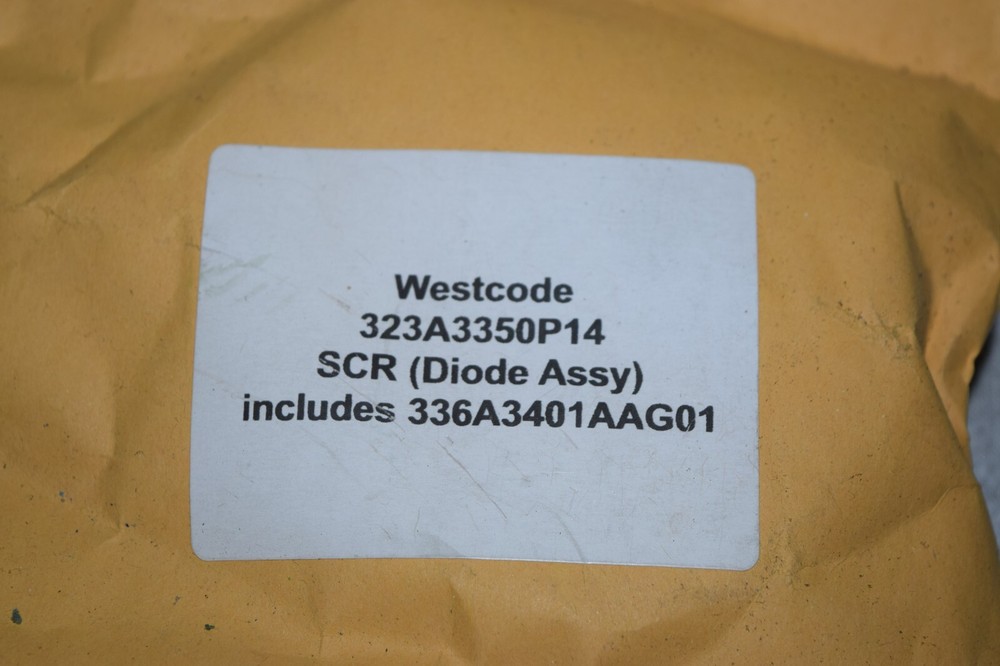 Westcode
323A3350P14
SCR (Diode Assy)
includes 336A3401AAG01